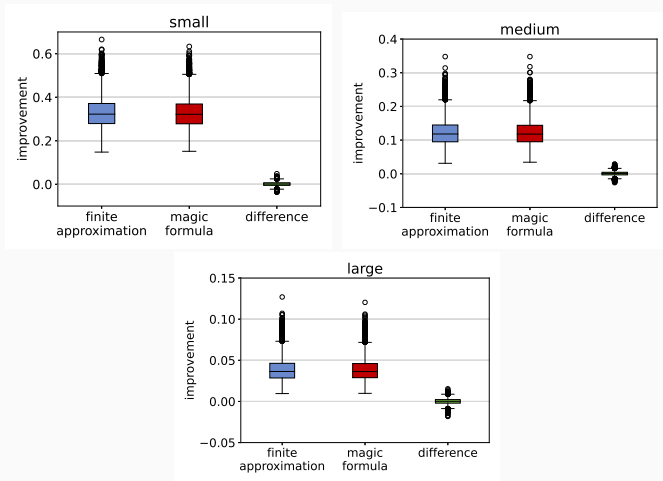 small
improvement
0.6
0.4
0.2
0.0
finite
approximation
magic
formula
difference
medium
improvement
0.4
0.3
0.2
0.1
0.0
−0.1
finite
approximation
magic
formula
difference
large
improvement
0.15
0.10
0.05
0.00
−0.05
finite
approximation
magic
formula
difference